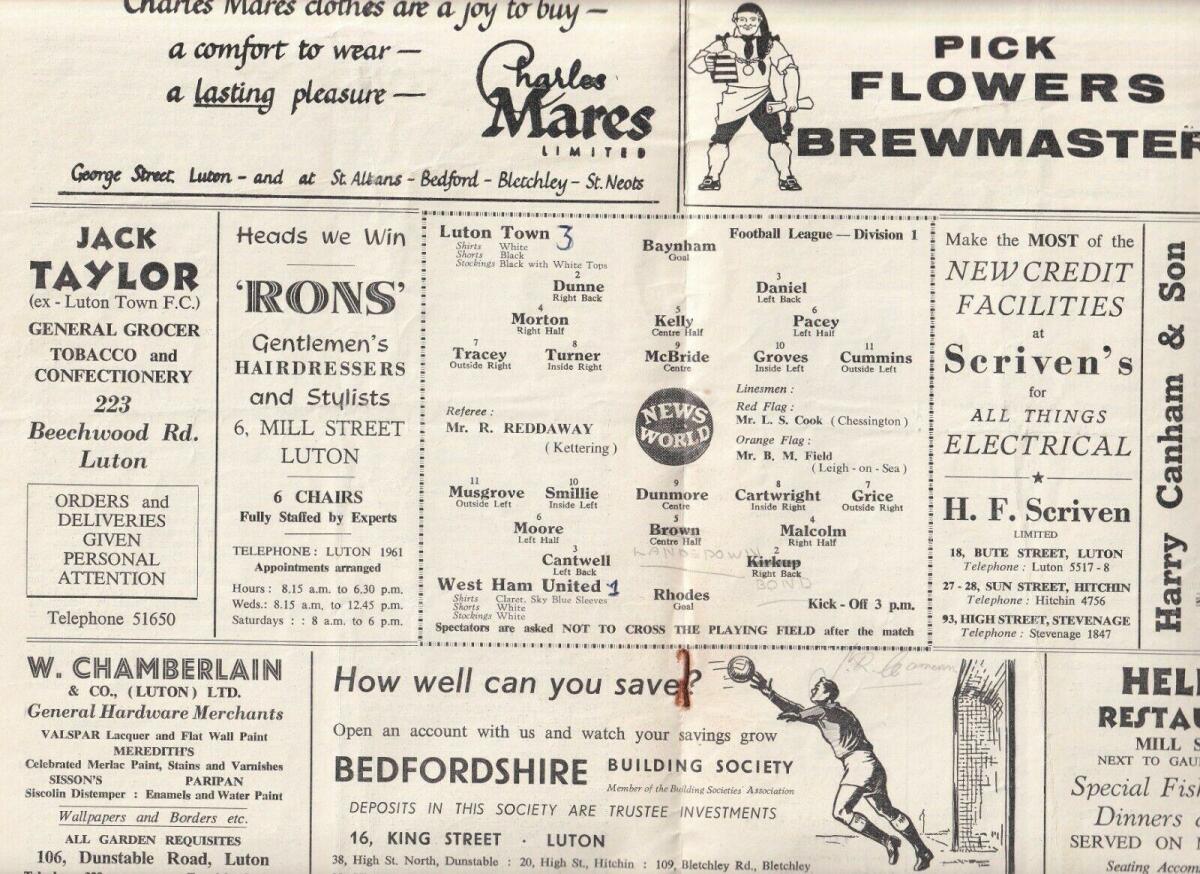 Charles Mares clothes are a joy to buy —
a comfort to wear —
a lasting pleasure —
Charles
Mares
LIMITED
George Street, Luton - and at St. Albans - Bedford - Bletchley - St. Neots
PICK
FLOWERS
BREWMASTER
JACK
TAYLOR
(ex - Luton Town F.C.)
GENERAL GROCER
TOBACCO and
CONFECTIONERY
223
Beechwood Rd.
Luton
ORDERS and
DELIVERIES
GIVEN
PERSONAL
ATTENTION
Telephone 51650
Heads we Win
'RONS'
Gentlemen's
HAIRDRESSERS
and Stylists
6, MILL STREET
LUTON
6 CHAIRS
Fully Staffed by Experts
TELEPHONE : LUTON 1961
Appointments arranged
Hours : 8.15 a.m. to 6.30 p.m.
Weds.: 8.15 a.m. to 12.45 p.m.
Saturdays : : 8 a.m. to 6 p.m.
Luton Town 3
Shirts White
Shorts Black
Stockings Black with White Tops
Baynham
Goal
Football League — Division 1
2
Dunne
Right Back
3
Daniel
Left Back
4
Morton
Right Half
5
Kelly
Centre Half
6
Pacey
Left Half
7
Tracey
Outside Right
8
Turner
Inside Right
9
McBride
Centre
10
Groves
Inside Left
11
Cummins
Outside Left
Referee :
Mr. R. REDDAWAY
( Kettering )
NEWS
WORLD
Linesmen :
Red Flag :
Mr. L. S. Cook (Chessington)
Orange Flag :
Mr. B. M. Field
(Leigh - on - Sea)
11
Musgrove
Outside Left
10
Smillie
Inside Left
9
Dunmore
Centre
8
Cartwright
Inside Right
7
Grice
Outside Right
6
Moore
Left Half
5
Brown
Centre Half
LANSDOWN
4
Malcolm
Right Half
3
Cantwell
Left Back
2
Kirkup
Right Back
BOND
West Ham United 1
Shirts Claret, Sky Blue Sleeves
Shorts White
Stockings White
Rhodes
Goal
Kick - Off 3 p.m.
Spectators are asked NOT TO CROSS THE PLAYING FIELD after the match
Make the MOST of the
NEW CREDIT
FACILITIES
at
Scriven's
for
ALL THINGS
ELECTRICAL
H. F. Scriven
LIMITED
18, BUTE STREET, LUTON
Telephone : Luton 5517 - 8
27 - 28, SUN STREET, HITCHIN
Telephone : Hitchin 4756
93, HIGH STREET, STEVENAGE
Telephone : Stevenage 1847
Harry Canham & Son
W. CHAMBERLAIN
& CO., (LUTON) LTD.
General Hardware Merchants
VALSPAR Lacquer and Flat Wall Paint
MEREDITH'S
Celebrated Merlac Paint, Stains and Varnishes
SISSON'S PARIPAN
Siscolin Distemper : Enamels and Water Paint
Wallpapers and Borders etc.
ALL GARDEN REQUISITES
106, Dunstable Road, Luton
How well can you save?
Open an account with us and watch your savings grow
BEDFORDSHIRE BUILDING SOCIETY
Member of the Building Societies Association
DEPOSITS IN THIS SOCIETY ARE TRUSTEE INVESTMENTS
16, KING STREET · LUTON
38, High St. North, Dunstable : 20, High St., Hitchin : 109, Bletchley Rd., Bletchley
HEL
RESTAU
MILL S
NEXT TO GAU
Special Fish
Dinners
SERVED ON
Seating Accom